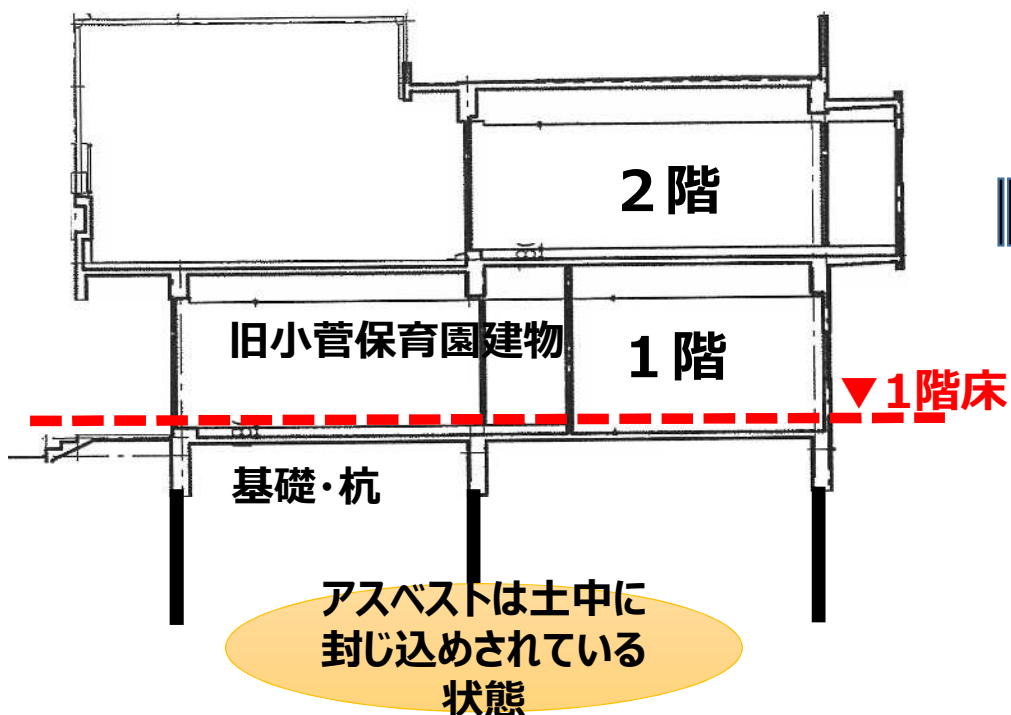 ２階
旧小菅保育園建物
１階
▼1階床
基礎・杭
アスベストは土中に
封じ込めされている
状態